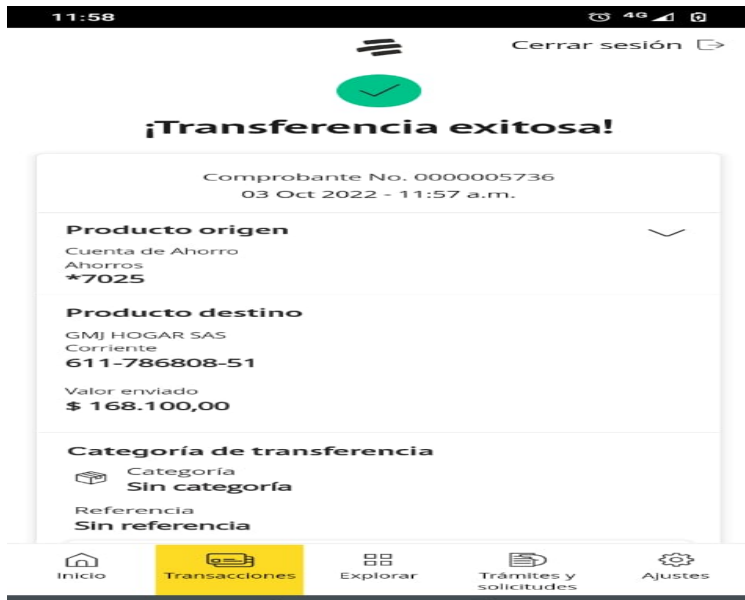 11:58
4G
Cerrar sesión
¡Transferencia exitosa!
Comprobante No. 0000005736
03 Oct 2022 - 11:57 a.m.
Producto origen
Cuenta de Ahorro
Ahorros
*7025
Producto destino
GMJ HOGAR SAS
Corriente
611-786808-51
Valor enviado
$ 168.100,00
Categoría de transferencia
Categoría
Sin categoría
Referencia
Sin referencia
Inicio
Transacciones
Explorar
Trámites y
solicitudes
Ajustes